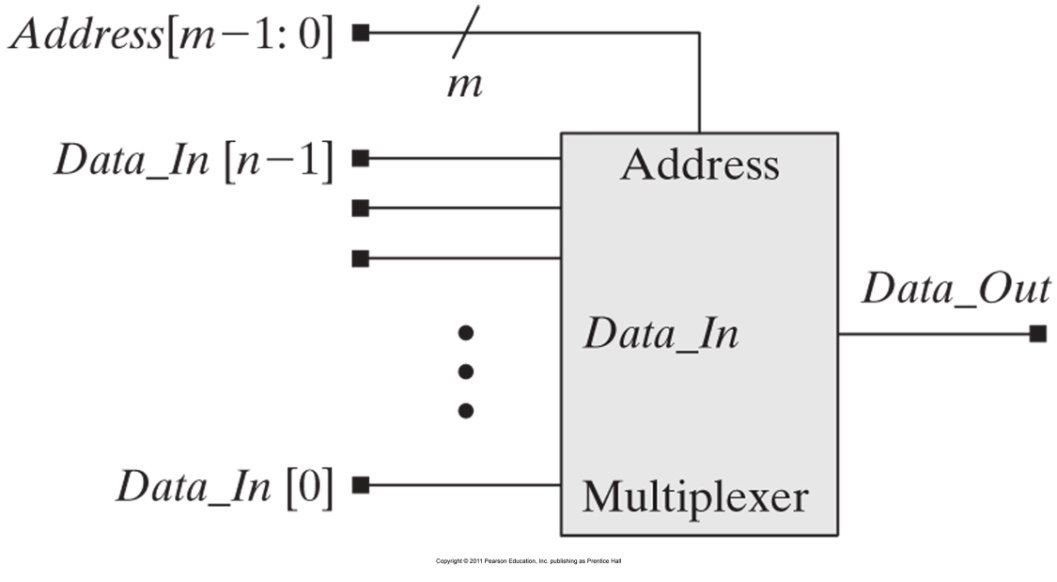 Address[m−1: 0]
m
Data_In [n−1]
Address
Data_Out
Data_In
Data_In [0]
Multiplexer
Copyright © 2011 Pearson Education, Inc. publishing as Prentice Hall